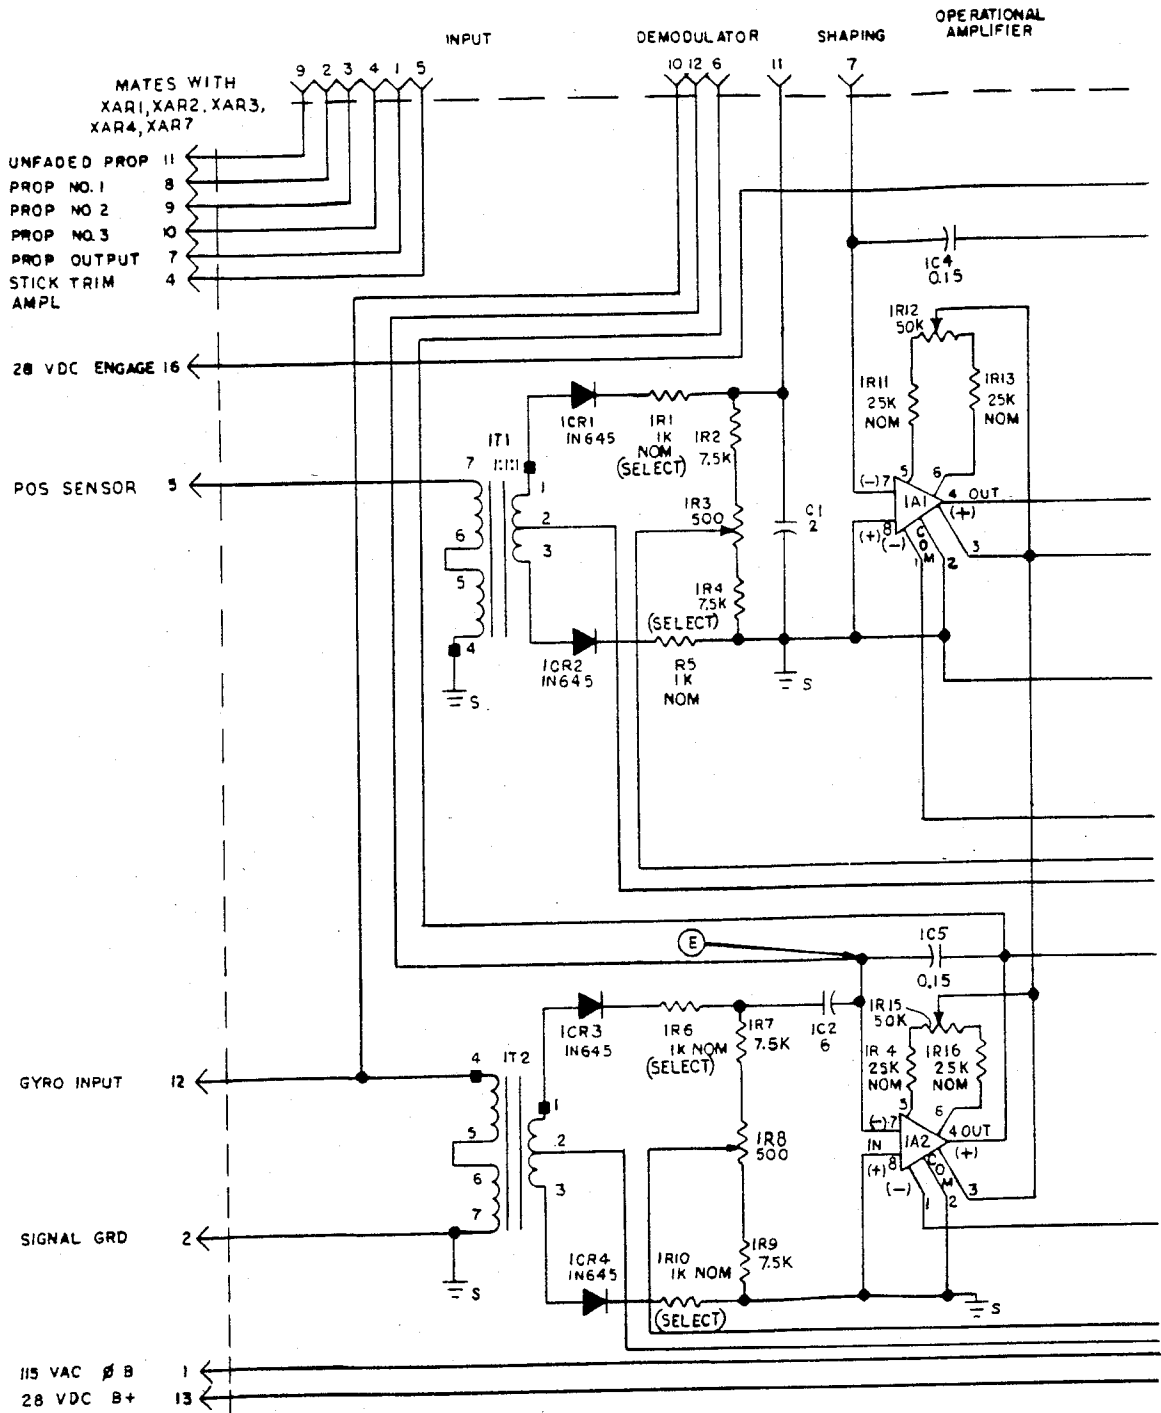 OPERATIONAL
AMPLIFIER
INPUT
DEMODULATOR
SHAPING
9 2 3 4 1 5
10 12 6 11 7
MATES WITH
XAR1, XAR2, XAR3,
XAR4, XAR7
UNFADED PROP 11
PROP NO. 1 8
PROP NO 2 9
PROP NO. 3 10
PROP OUTPUT 7
STICK TRIM 4
AMPL
1C4
0.15
1R12
50K
28 VDC ENGAGE 16
1R11
25K
NOM
1R13
25K
NOM
1CR1
1N645
1R1
1K
NOM
(SELECT)
1R2
7.5K
1T1
7
1
2
3
6
5
4
S
POS SENSOR 5
1R3
500
C1
2
(-) 7
5
6
1A1
4 OUT
(+)
(+) 8
(-)
COM
1
2
3
1R4
7.5K
(SELECT)
1CR2
1N645
R5
1K
NOM
S
E
1C5
0.15
1CR3
1N645
1R6
1K NOM
(SELECT)
1R7
7.5K
1C2
6
1R15
50K
1R 4
25K
NOM
1R16
25K
NOM
GYRO INPUT 12
4
1T2
1
2
3
5
6
7
1R8
500
(-) 7
5
6
IN
1A2
4 OUT
(+)
(+) 8
(-)
COM
1
2
3
SIGNAL GRD 2
S
1CR4
1N645
1R10
1K NOM
(SELECT)
1R9
7.5K
S
115 VAC Ø B 1
28 VDC B+ 13